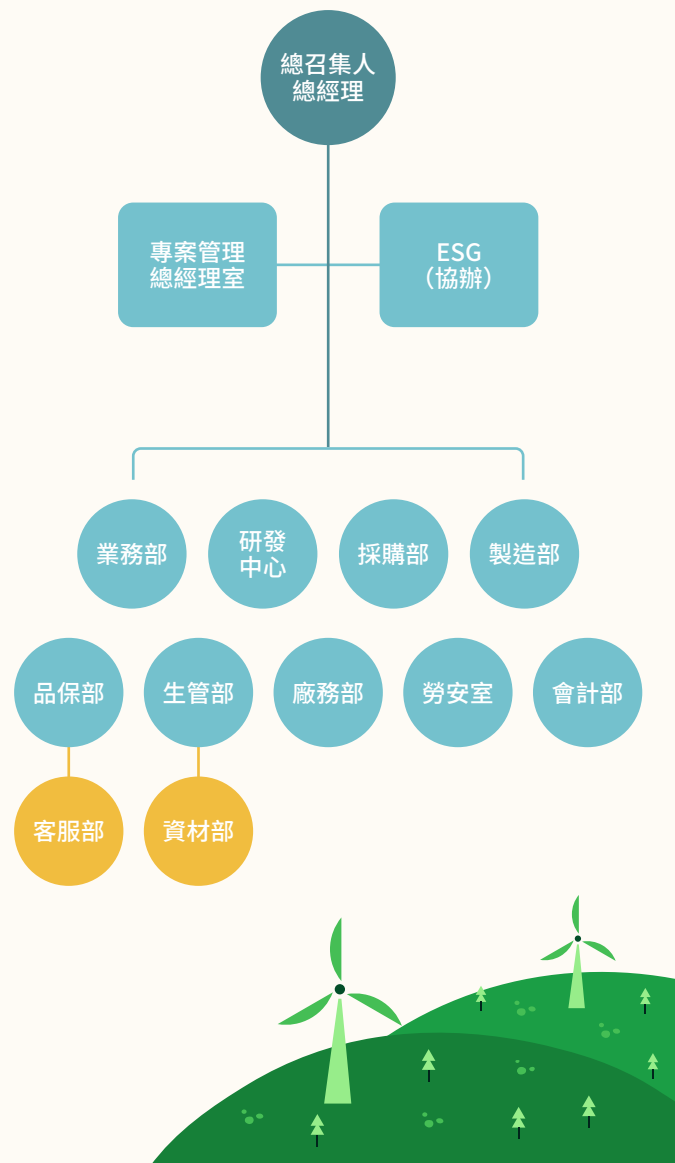 總召集人
總經理
專案管理
總經理室
ESG
（協辦）
業務部
研發
中心
採購部
製造部
品保部
生管部
廠務部
勞安室
會計部
客服部
資材部